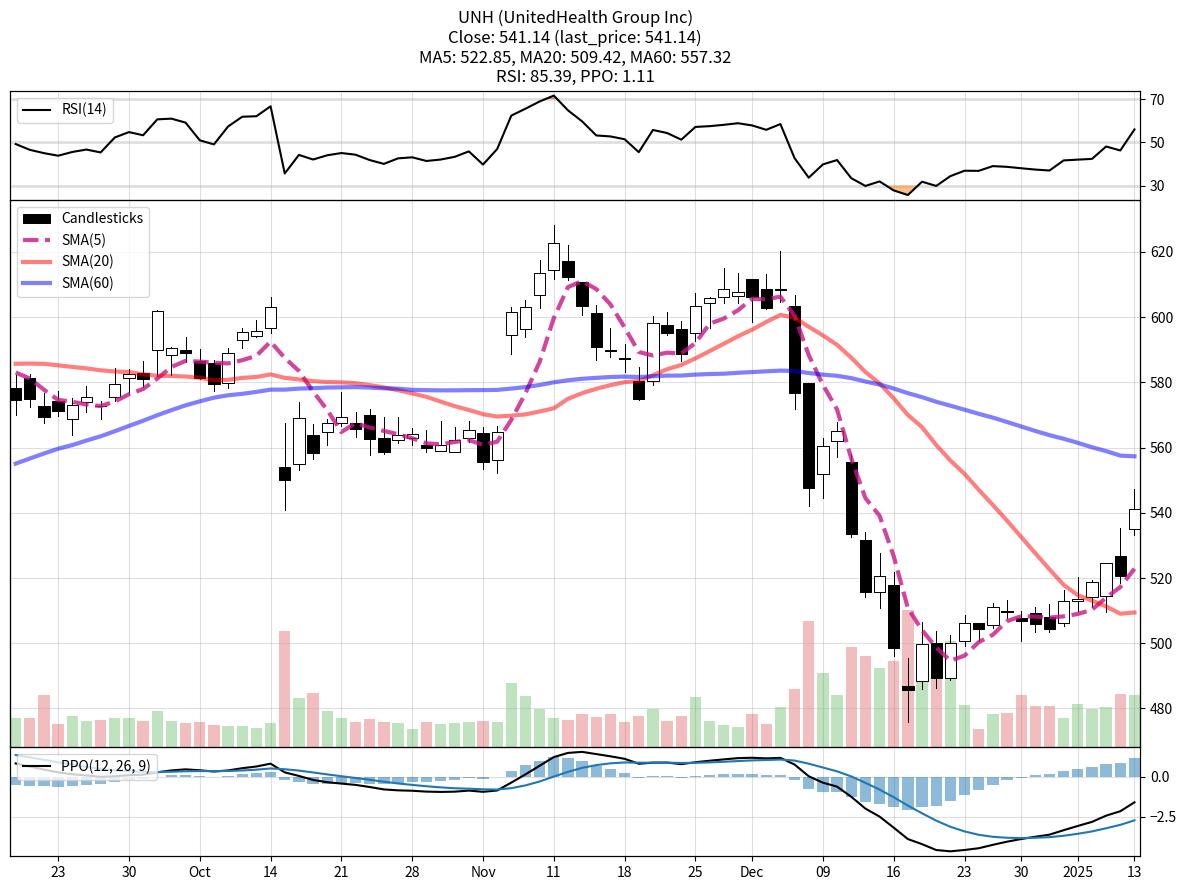 UNH (UnitedHealth Group Inc)
Close: 541.14 (last_price: 541.14)
MA5: 522.85, MA20: 509.42, MA60: 557.32
RSI: 85.39, PPO: 1.11
RSI(14)
70
50
30
Candlesticks
SMA(5)
SMA(20)
SMA(60)
620
600
580
560
540
520
500
480
PPO(12,26,9)
0.0
−2.5
23 30 Oct 14 21 28 Nov 11 18 25 Dec 09 16 23 30 2025 13